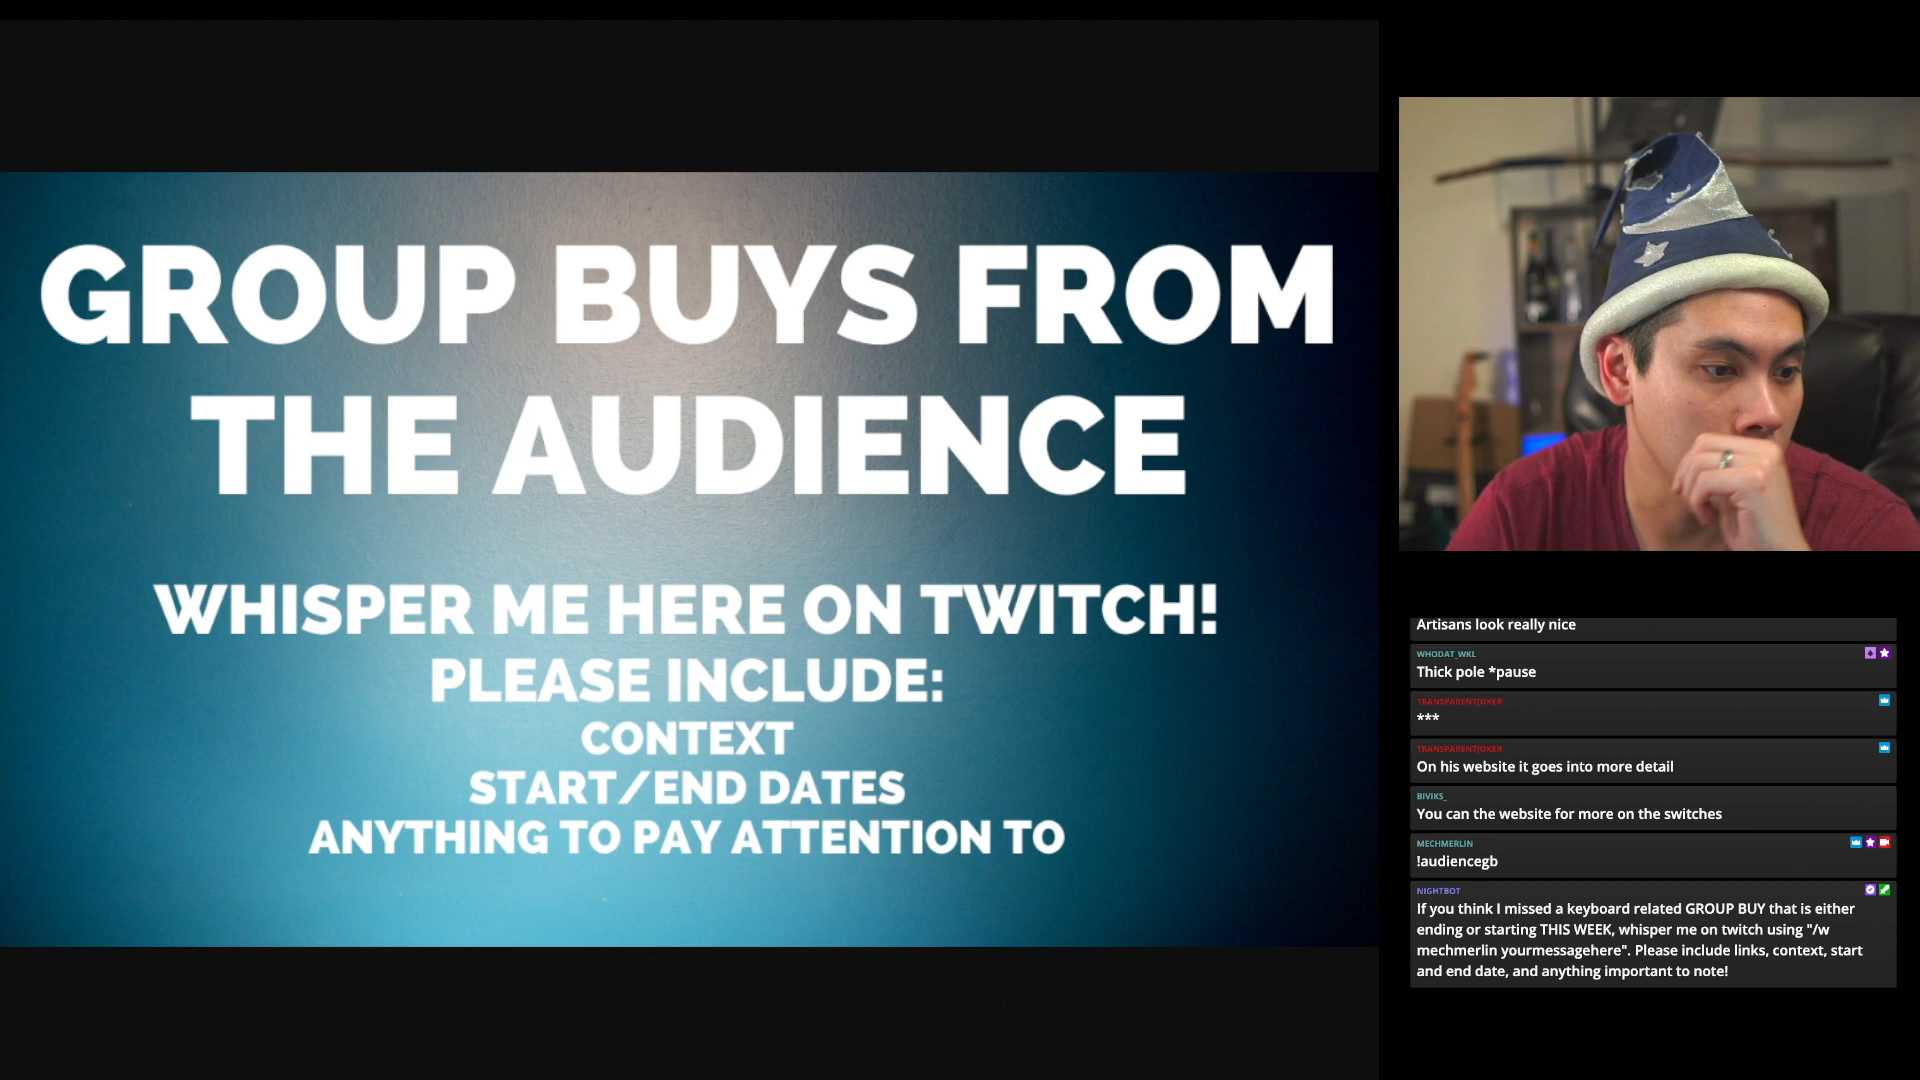 GROUP BUYS FROM
THE AUDIENCE
WHISPER ME HERE ON TWITCH!
PLEASE INCLUDE:
CONTEXT
START/END DATES
ANYTHING TO PAY ATTENTION TO
Artisans look really nice
WHODAT_WKL
Thick pole *pause
TRANSPARENTJOKER
***
TRANSPARENTJOKER
On his website it goes into more detail
BIVIKS_
You can the website for more on the switches
MECHMERLIN
!audiencegb
NIGHTBOT
If you think I missed a keyboard related GROUP BUY that is either
ending or starting THIS WEEK, whisper me on twitch using "/w
mechmerlin yourmessagehere". Please include links, context, start
and end date, and anything important to note!